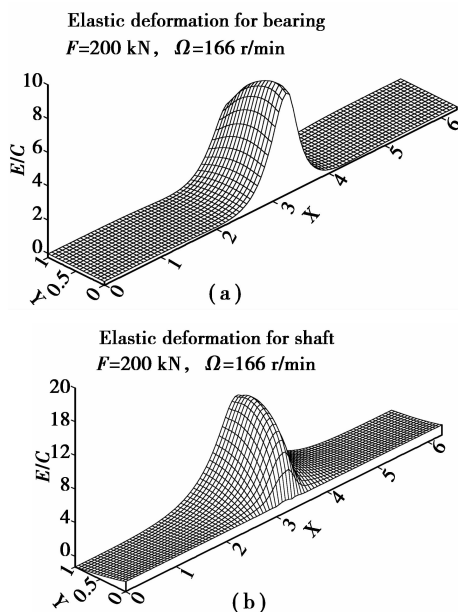 Elastic deformation for bearing
F=200 kN, Ω=166 r/min
10
8
6
4
2
0
E/C
1
0.5
0
Y
0
1
2
3
4
5
6
X
(a)
Elastic deformation for shaft
F=200 kN, Ω=166 r/min
20
18
12
8
4
0
E/C
1
0.5
0
Y
0
1
2
3
4
5
6
X
(b)